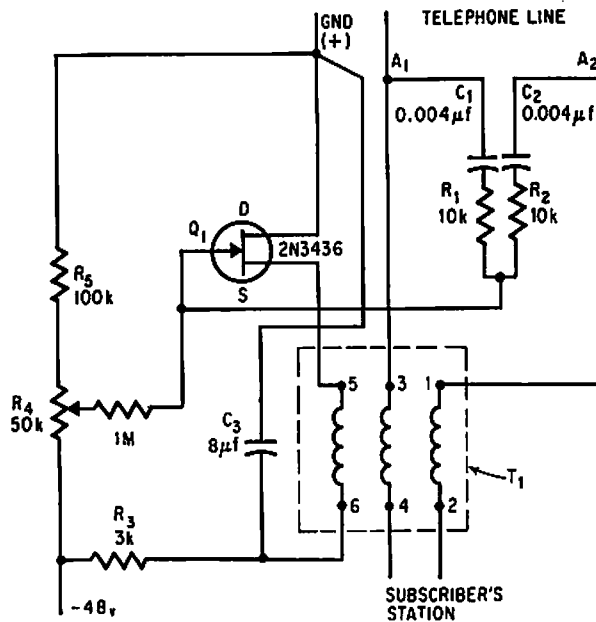 TELEPHONE LINE
GND
(+)
A1
A2
C1
0.004µf
C2
0.004µf
R1
10k
R2
10k
D
Q1
2N3436
S
R5
100k
R4
50k
1M
C3
8µf
5
3
1
6
4
2
T1
R3
3k
-48v
SUBSCRIBER'S
STATION